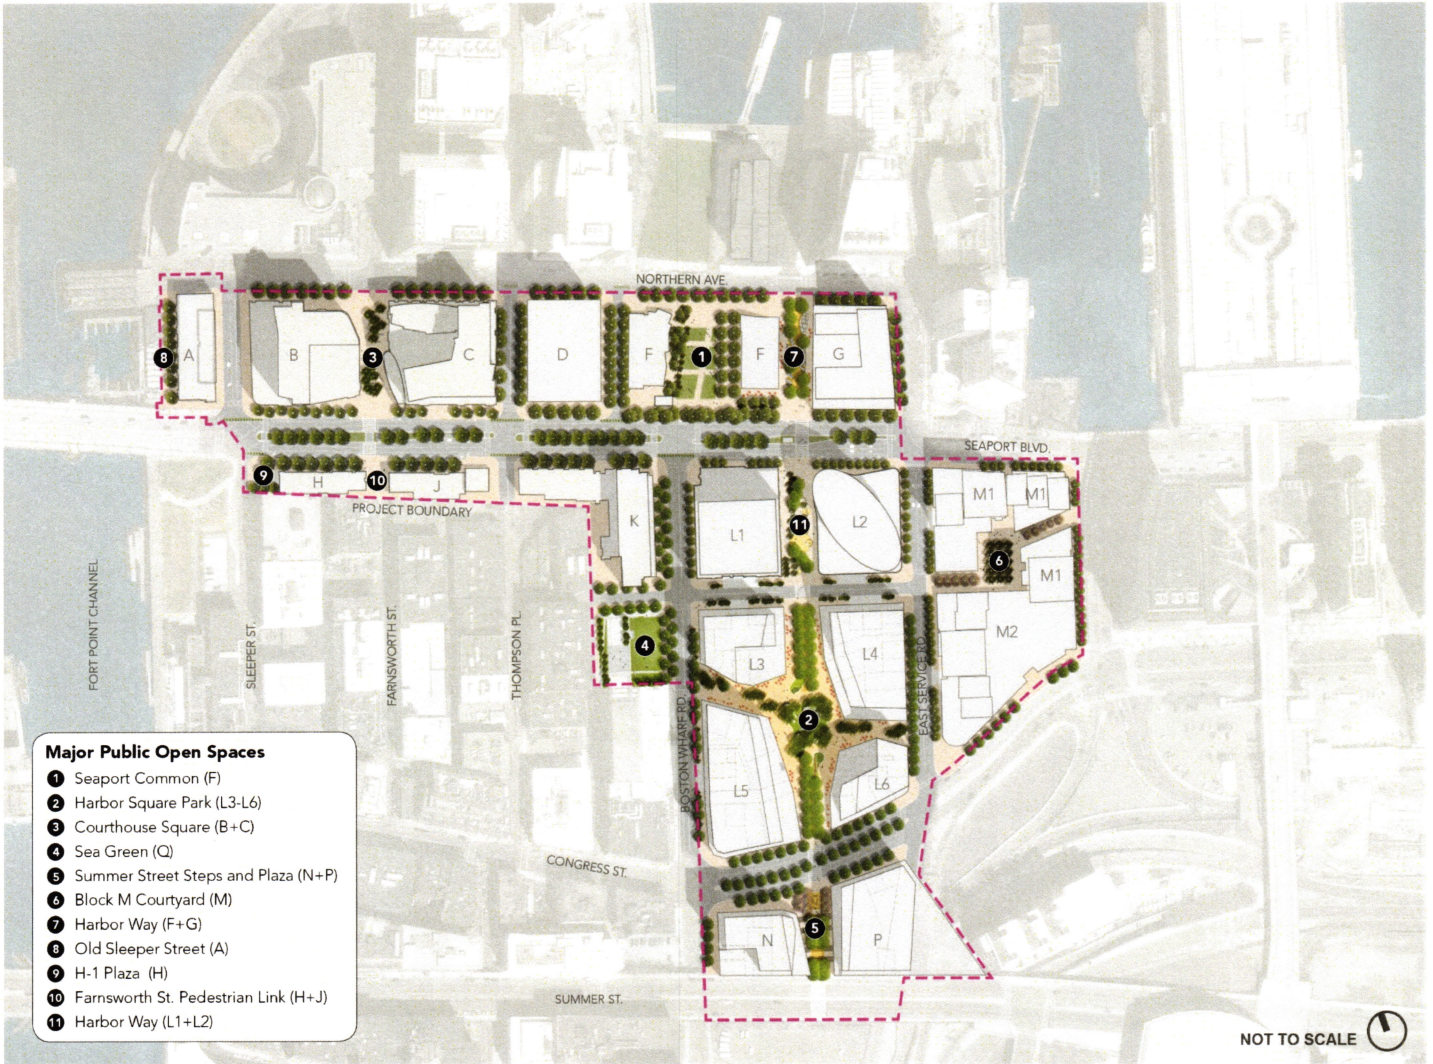 NORTHERN AVE.
8
A
B
3
C
D
F
1
F
7
G
SEAPORT BLVD.
9
H
10
J
PROJECT BOUNDARY
K
L1
11
L2
M1
M1
6
M1
M2
FORT POINT CHANNEL
SLEEPER ST.
FARNSWORTH ST.
THOMPSON PL.
4
L3
L4
EAST SERVICE RD.
BOSTON WHARF RD.
2
L5
L6
CONGRESS ST.
5
N
P
SUMMER ST.
Major Public Open Spaces
1 Seaport Common (F)
2 Harbor Square Park (L3-L6)
3 Courthouse Square (B+C)
4 Sea Green (Q)
5 Summer Street Steps and Plaza (N+P)
6 Block M Courtyard (M)
7 Harbor Way (F+G)
8 Old Sleeper Street (A)
9 H-1 Plaza (H)
10 Farnsworth St. Pedestrian Link (H+J)
11 Harbor Way (L1+L2)
NOT TO SCALE